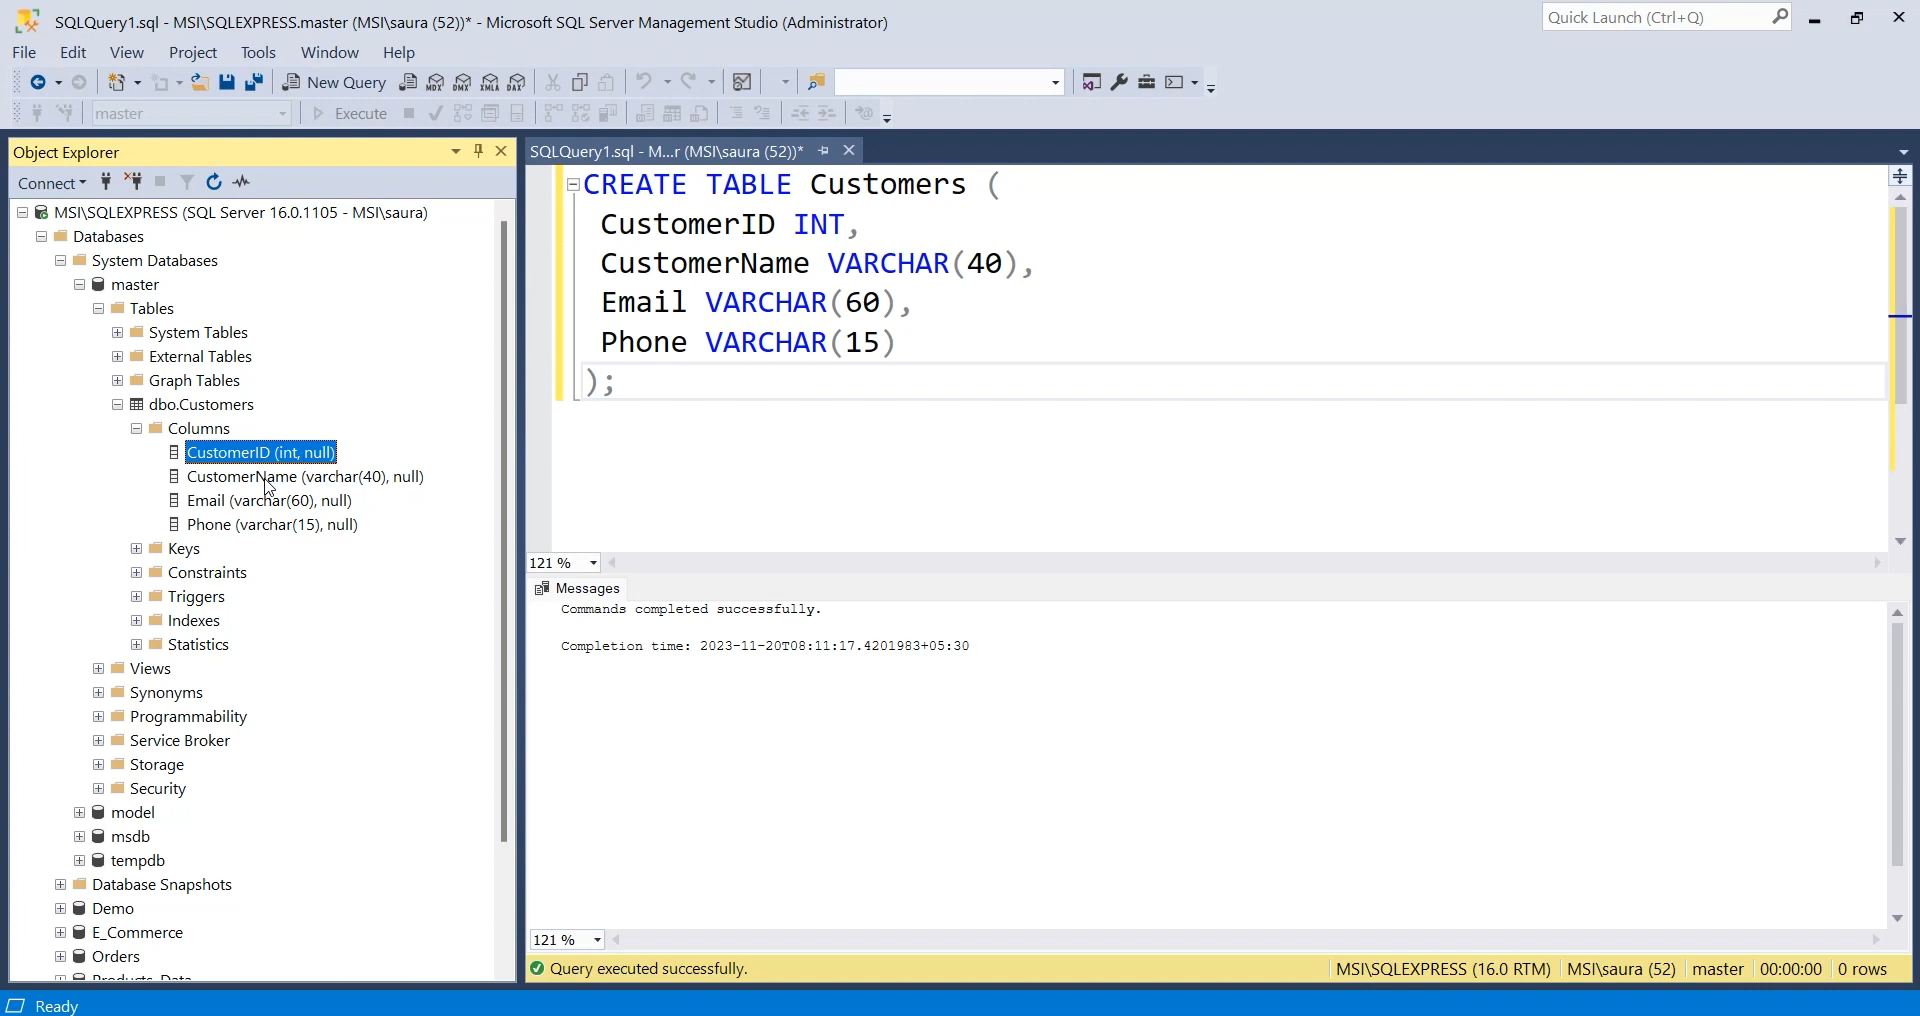 SQLQuery1.sql - MSI\SQLEXPRESS.master (MSI\saura (52))* - Microsoft SQL Server Management Studio (Administrator)
Quick Launch (Ctrl+Q)
File Edit View Project Tools Window Help
New Query MDX DMX XMLA DAX
master
Execute
Object Explorer
SQLQuery1.sql - M...r (MSI\saura (52))*
Connect
MSI\SQLEXPRESS (SQL Server 16.0.1105 - MSI\saura)
Databases
System Databases
master
Tables
System Tables
External Tables
Graph Tables
dbo.Customers
Columns
CustomerID (int, null)
CustomerName (varchar(40), null)
Email (varchar(60), null)
Phone (varchar(15), null)
Keys
Constraints
Triggers
Indexes
Statistics
Views
Synonyms
Programmability
Service Broker
Storage
Security
model
msdb
tempdb
Database Snapshots
Demo
E_Commerce
Orders
Products_Data
CREATE TABLE Customers (
CustomerID INT,
CustomerName VARCHAR(40),
Email VARCHAR(60),
Phone VARCHAR(15)
);
121 %
Messages
Commands completed successfully.
Completion time: 2023-11-20T08:11:17.4201983+05:30
121 %
Query executed successfully.
MSI\SQLEXPRESS (16.0 RTM) MSI\saura (52) master 00:00:00 0 rows
Ready